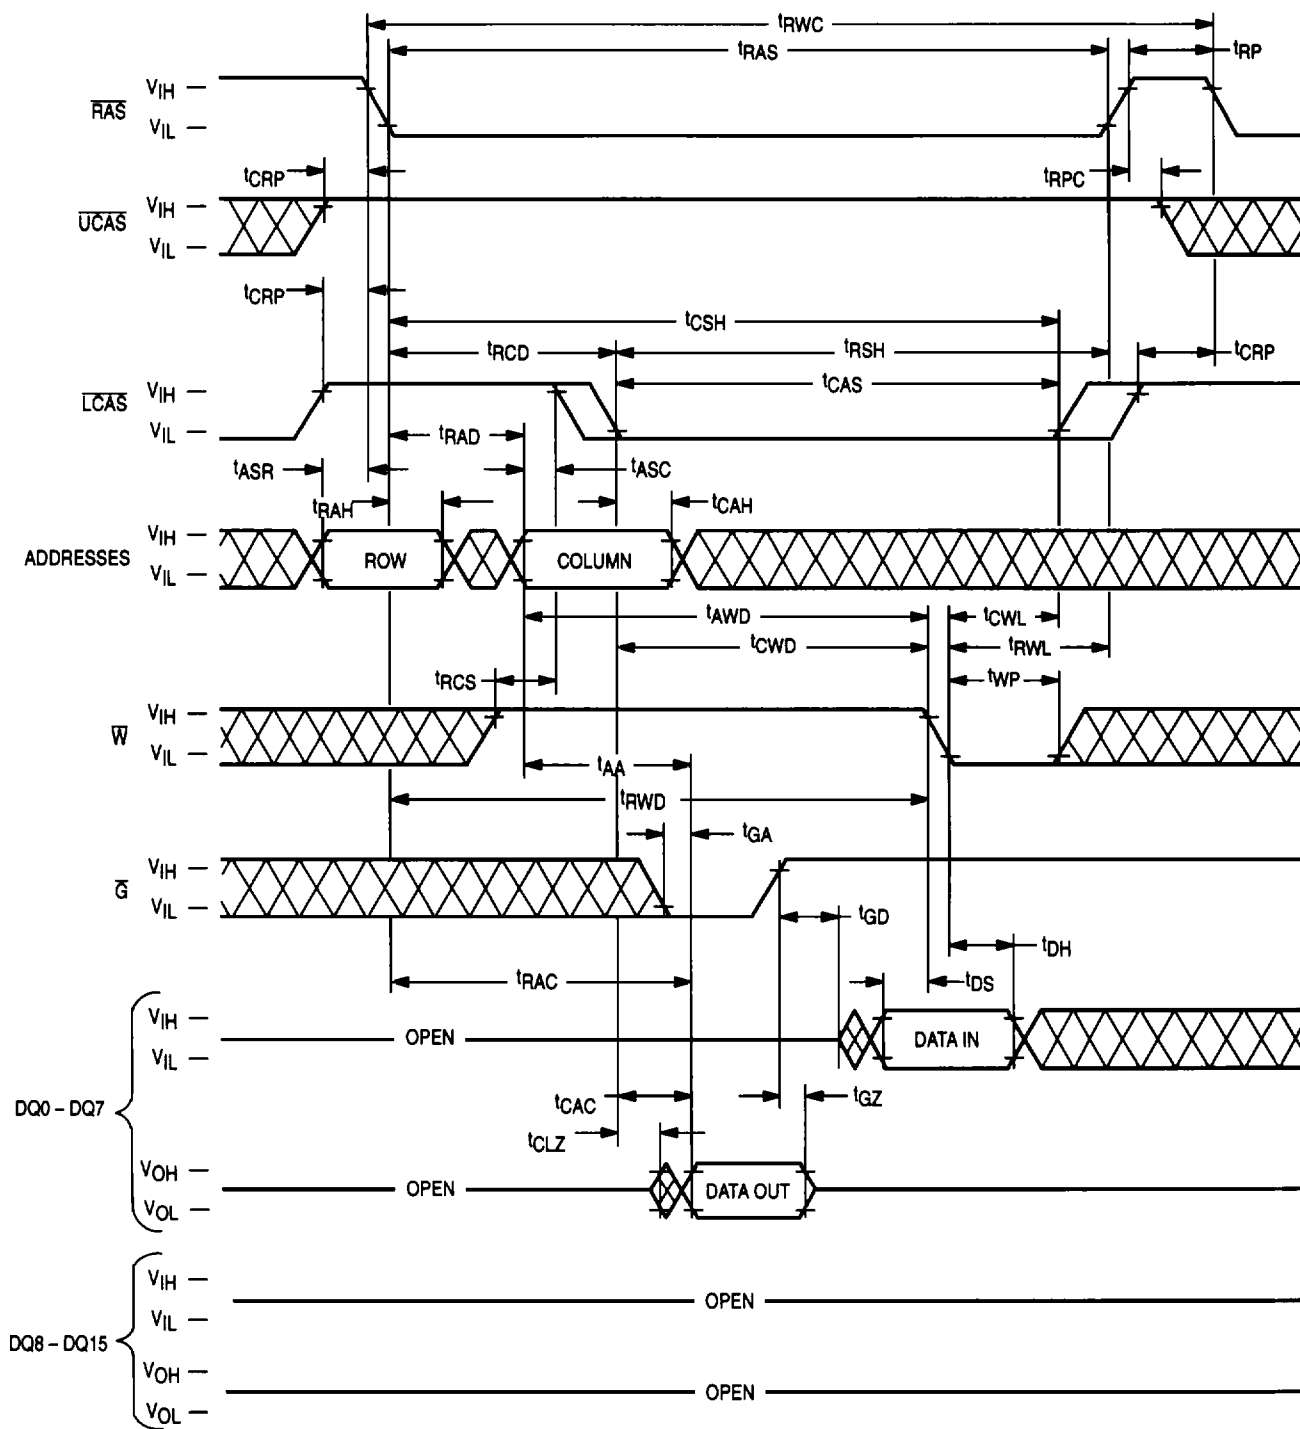 tRWC
tRAS
tRP
RAS
VIH
VIL
tCRP
tRPC
UCAS
VIH
VIL
tCRP
tCSH
tRCD
tRSH
tCRP
LCAS
VIH
VIL
tCAS
tRAD
tASR
tASC
tRAH
tCAH
ADDRESSES
VIH
VIL
ROW
COLUMN
tAWD
tCWL
tCWD
tRWL
tRCS
tWP
W
VIH
VIL
tAA
tRWD
tGA
G
VIH
VIL
tGD
tDH
tRAC
tDS
DQ0 – DQ7
VIH
VIL
OPEN
DATA IN
tCAC
tGZ
tCLZ
VOH
VOL
OPEN
DATA OUT
DQ8 – DQ15
VIH
VIL
OPEN
VOH
VOL
OPEN